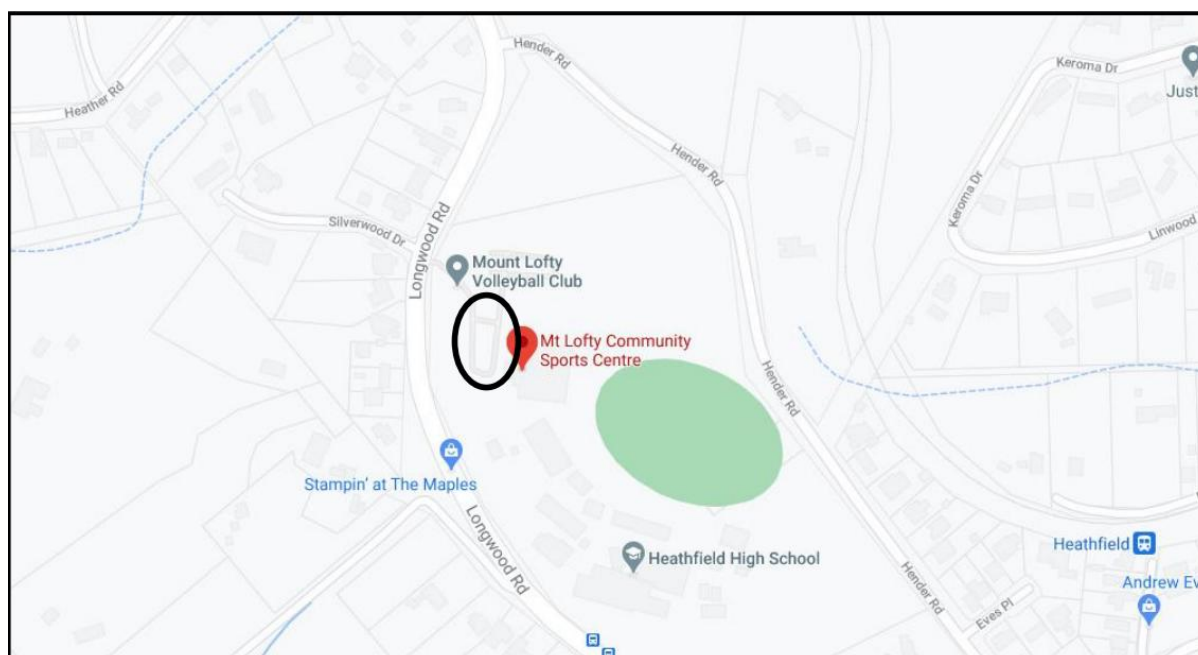 Hender Rd
Keroma Dr
Just
Heather Rd
Hender Rd
Keroma Dr
Silverwood Dr
Longwood Rd
Linwood
Mount Lofty
Volleyball Club
Mt Lofty Community
Sports Centre
Hender Rd
Stampin' at The Maples
Longwood Rd
Heathfield
Heathfield High School
Hender Rd
Andrew Ev
Eves Pl